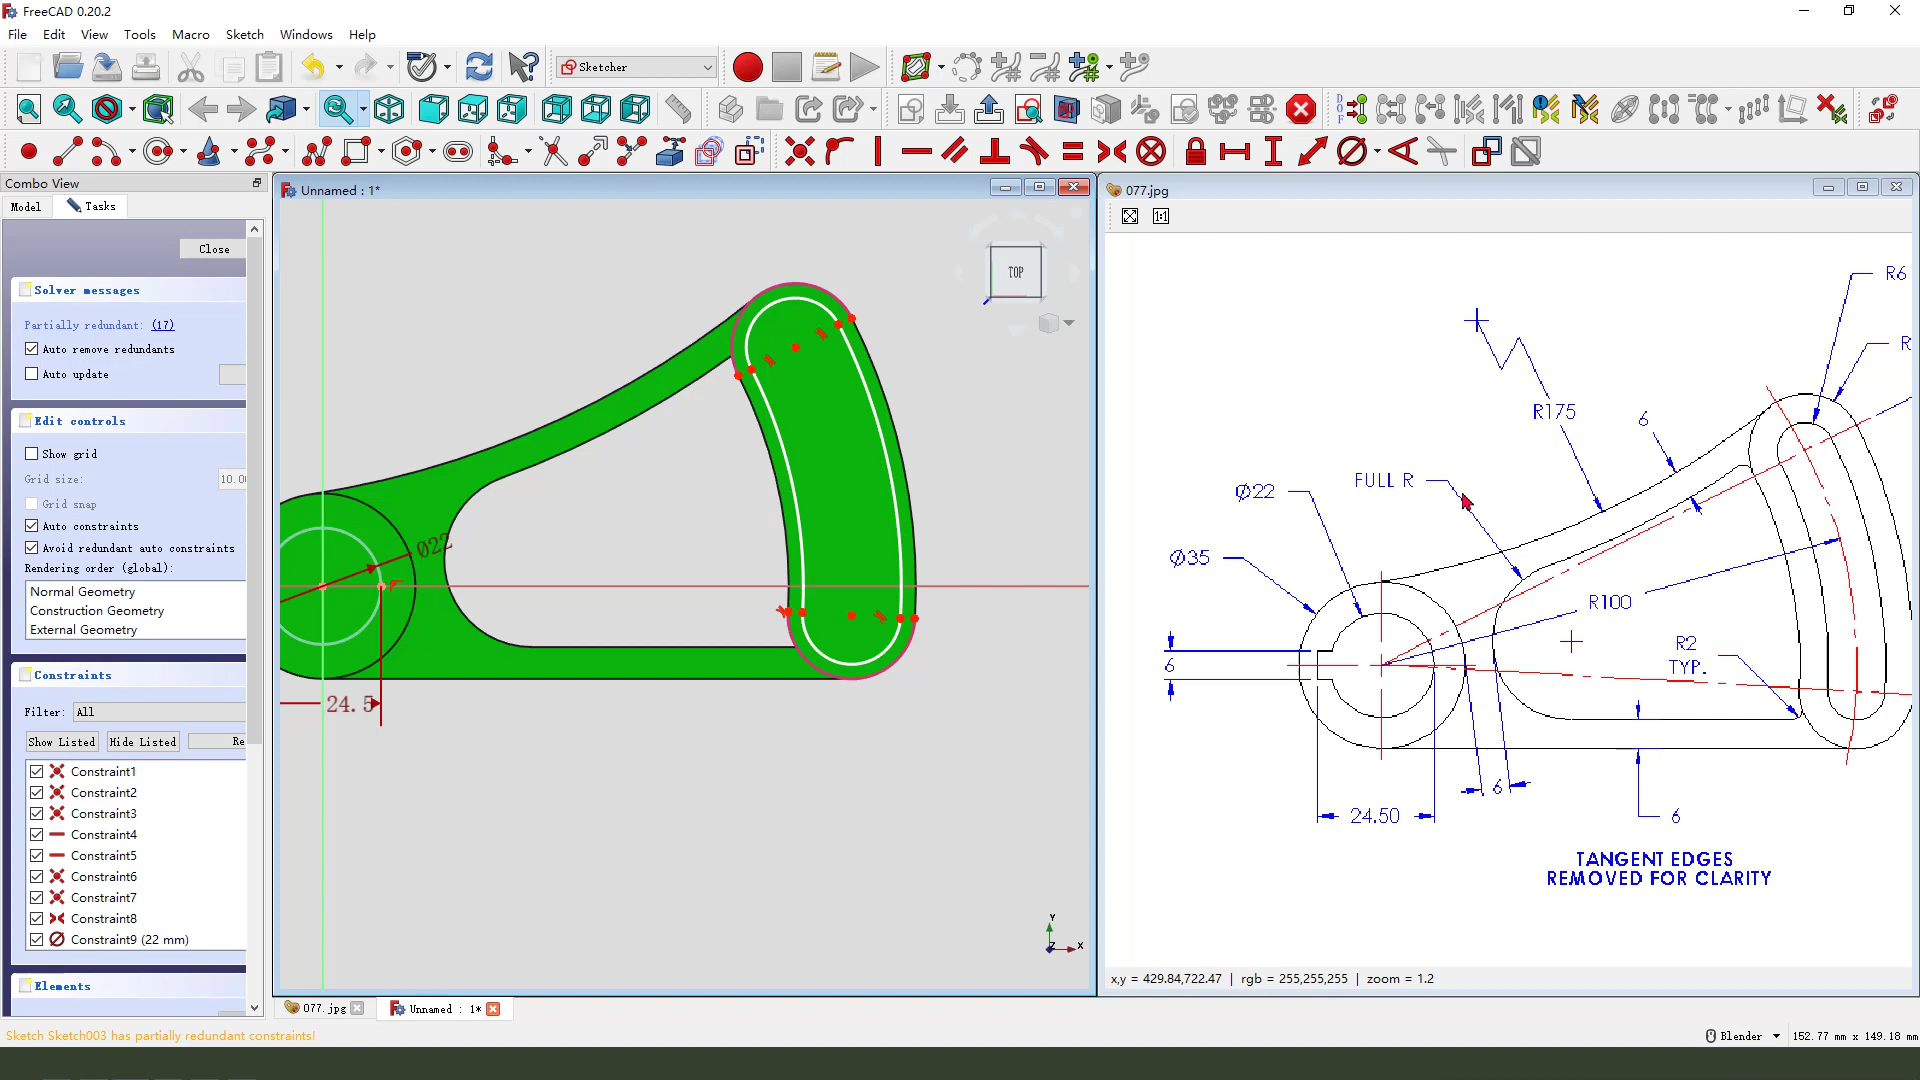 FreeCAD 0.20.2
File Edit View Tools Macro Sketch Windows Help
Sketcher
Combo View
Model Tasks
Close
Solver messages
Partially redundant: (17)
Auto remove redundants
Auto update
Edit controls
Show grid
Grid size: 10.0
Grid snap
Auto constraints
Avoid redundant auto constraints
Rendering order (global):
Normal Geometry
Construction Geometry
External Geometry
Constraints
Filter: All
Show Listed Hide Listed Re
Constraint1
Constraint2
Constraint3
Constraint4
Constraint5
Constraint6
Constraint7
Constraint8
Constraint9 (22 mm)
Elements
Unnamed : 1*
TOP
Ø22
24.5
Y
Z X
077.jpg
1:1
R6
R
R175
6
FULL R
Ø22
Ø35
R100
R2
TYP.
6
6
24.50
6
TANGENT EDGES
REMOVED FOR CLARITY
x,y = 429.84,722.47 | rgb = 255,255,255 | zoom = 1.2
077.jpg Unnamed : 1*
Sketch Sketch003 has partially redundant constraints!
Blender 152.77 mm x 149.18 mm